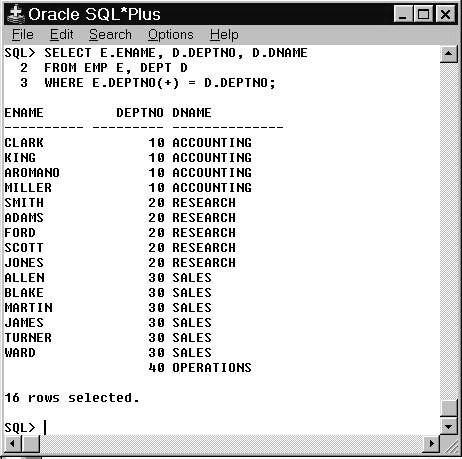 Oracle SQL*Plus
File Edit Search Options Help
SQL> SELECT E.ENAME, D.DEPTNO, D.DNAME
2 FROM EMP E, DEPT D
3 WHERE E.DEPTNO(+) = D.DEPTNO;
ENAME DEPTNO DNAME
---------- --------- --------------
CLARK 10 ACCOUNTING
KING 10 ACCOUNTING
AROMANO 10 ACCOUNTING
MILLER 10 ACCOUNTING
SMITH 20 RESEARCH
ADAMS 20 RESEARCH
FORD 20 RESEARCH
SCOTT 20 RESEARCH
JONES 20 RESEARCH
ALLEN 30 SALES
BLAKE 30 SALES
MARTIN 30 SALES
JAMES 30 SALES
TURNER 30 SALES
WARD 30 SALES
40 OPERATIONS
16 rows selected.
SQL>